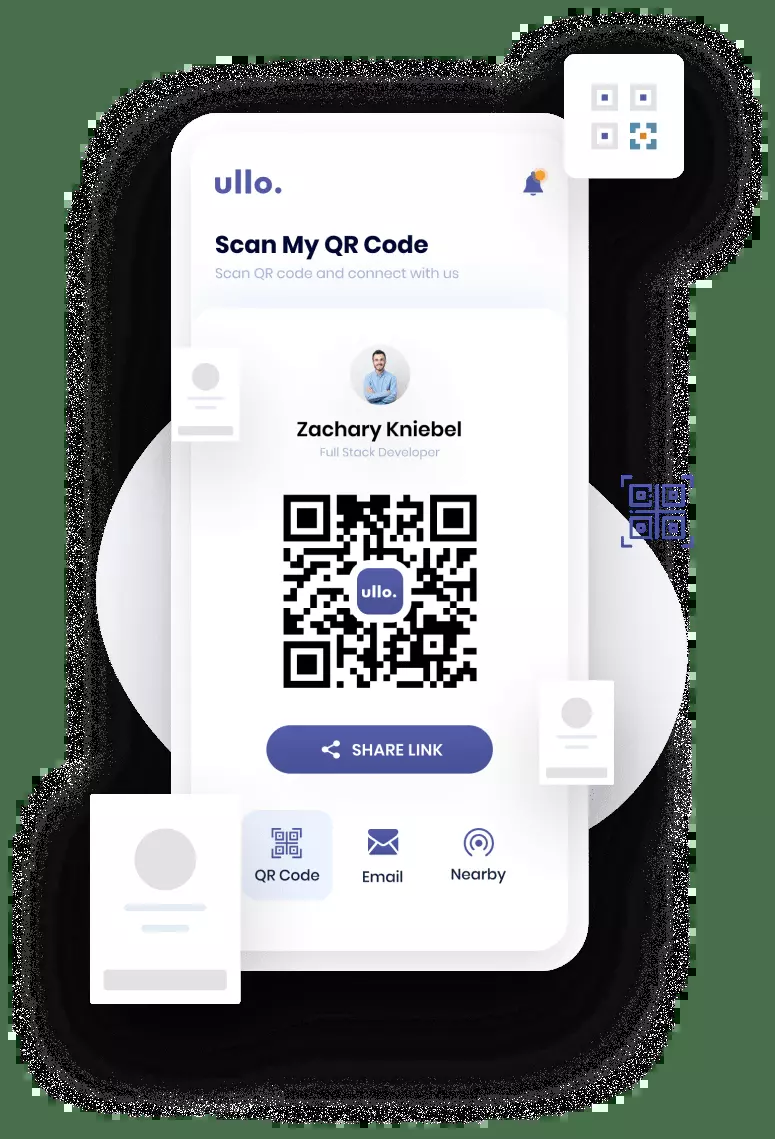 ullo.
Scan My QR Code
Scan QR code and connect with us
Zachary Kniebel
Full Stack Developer
ullo.
SHARE LINK
QR Code
Email
Nearby